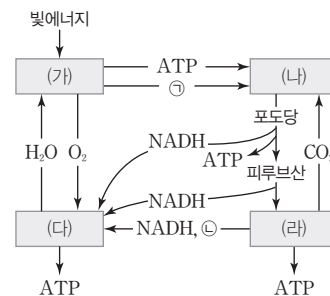 빛에너지
(가)
ATP
㉠
(나)
포도당
H₂O
O₂
NADH
ATP
CO₂
피루브산
NADH
(다)
NADH, ㉡
(라)
ATP
ATP